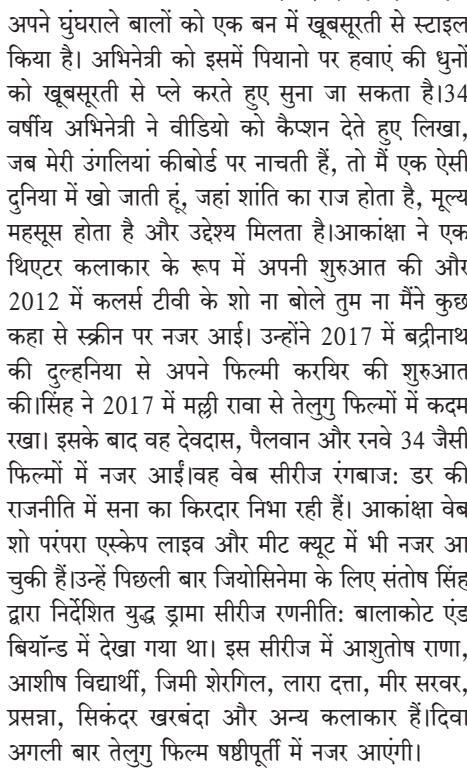 अपने घुंघराले बालों को एक बन में खूबसूरती से स्टाइल
किया है। अभिनेत्री को इसमें पियानो पर हवाएं की धुनों
को खूबसूरती से प्ले करते हुए सुना जा सकता है।34
वर्षीय अभिनेत्री ने वीडियो को कैप्शन देते हुए लिखा,
जब मेरी उंगलियां कीबोर्ड पर नाचती हैं, तो मैं एक ऐसी
दुनिया में खो जाती हूं, जहां शांति का राज होता है, मूल्य
महसूस होता है और उद्देश्य मिलता है।आकांक्षा ने एक
थिएटर कलाकार के रूप में अपनी शुरुआत की और
2012 में कलर्स टीवी के शो ना बोले तुम ना मैंने कुछ
कहा से स्क्रीन पर नजर आई। उन्होंने 2017 में बद्रीनाथ
की दुल्हनिया से अपने फिल्मी करयिर की शुरुआत
की।सिंह ने 2017 में मल्ली रावा से तेलुगु फिल्मों में कदम
रखा। इसके बाद वह देवदास, पैलवान और रनवे 34 जैसी
फिल्मों में नजर आईं।वह वेब सीरीज रंगबाज: डर की
राजनीति में सना का किरदार निभा रही हैं। आकांक्षा वेब
शो परंपरा एस्केप लाइव और मीट क्यूट में भी नजर आ
चुकी हैं।उन्हें पिछली बार जियोसिनेमा के लिए संतोष सिंह
द्वारा निर्देशित युद्ध ड्रामा सीरीज रणनीति: बालाकोट एंड
बियॉन्ड में देखा गया था। इस सीरीज में आशुतोष राणा,
आशीष विद्यार्थी, जिमी शेरगिल, लारा दत्ता, मीर सरवर,
प्रसन्ना, सिकंदर खरबंदा और अन्य कलाकार हैं।दिवा
अगली बार तेलुगु फिल्म षष्ठीपूर्ती में नजर आएंगी।